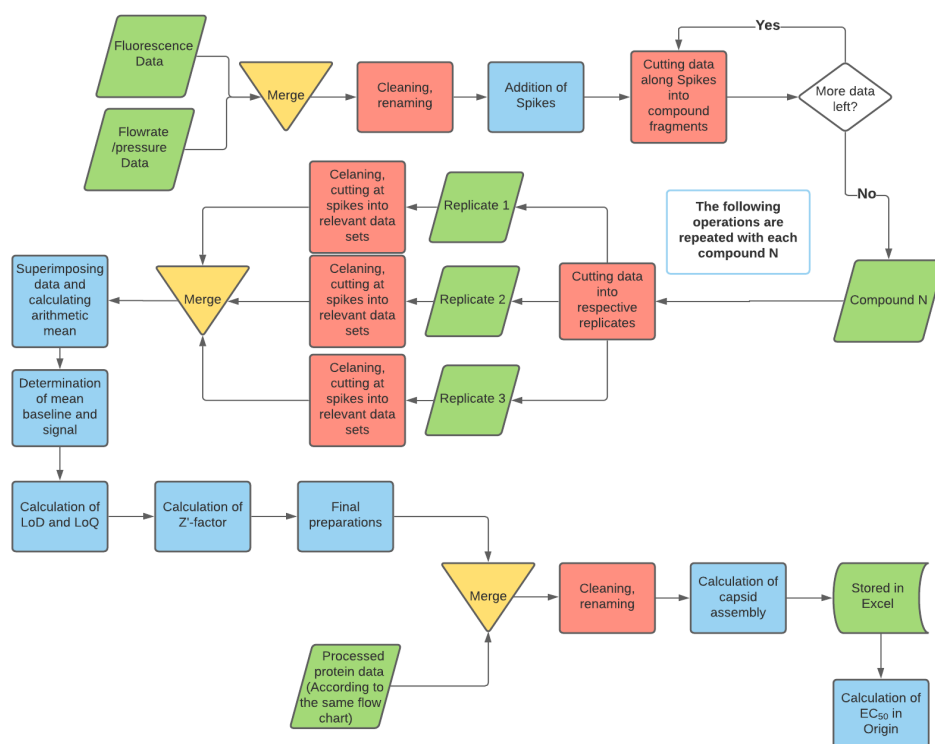 Fluorescence
Data
Flowrate
/pressure
Data
Merge
Cleaning,
renaming
Addition of
Spikes
Cutting data
along Spikes
into
compound
fragments
Yes
More data
left?
No
The following
operations are
repeated with each
compound N
Compound N
Cutting data
into
respective
replicates
Replicate 1
Replicate 2
Replicate 3
Celaning,
cutting at
spikes into
relevant data
sets
Celaning,
cutting at
spikes into
relevant data
sets
Celaning,
cutting at
spikes into
relevant data
sets
Merge
Superimposing
data and
calculating
arithmetic
mean
Determination
of mean
baseline and
signal
Calculation of
LoD and LoQ
Calculation of
Z'-factor
Final
preparations
Merge
Processed
protein data
(According to
the same flow
chart)
Cleaning,
renaming
Calculation of
capsid
assembly
Stored in
Excel
Calculation of
EC₅₀ in
Origin